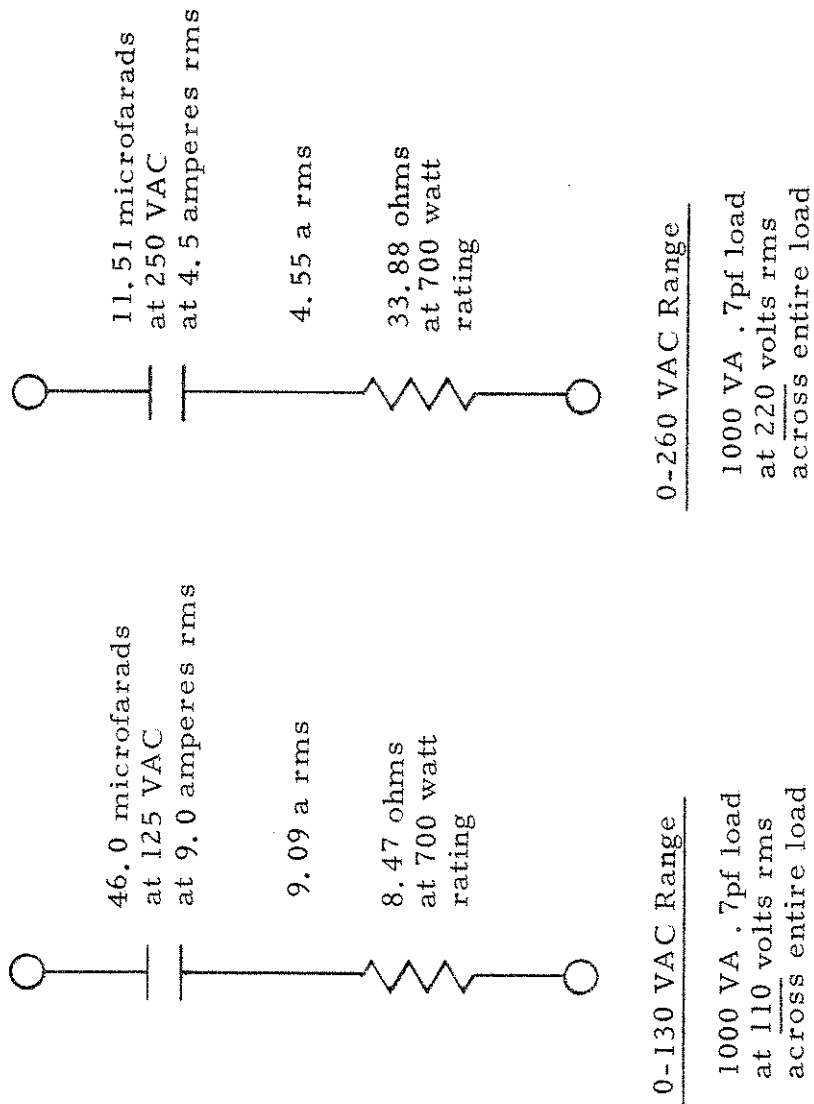 46.0 microfarads
at 125 VAC
at 9.0 amperes rms
9.09 a rms
8.47 ohms
at 700 watt
rating
0-130 VAC Range
1000 VA .7pf load
at 110 volts rms
across entire load
11.51 microfarads
at 250 VAC
at 4.5 amperes rms
4.55 a rms
33.88 ohms
at 700 watt
rating
0-260 VAC Range
1000 VA .7pf load
at 220 volts rms
across entire load